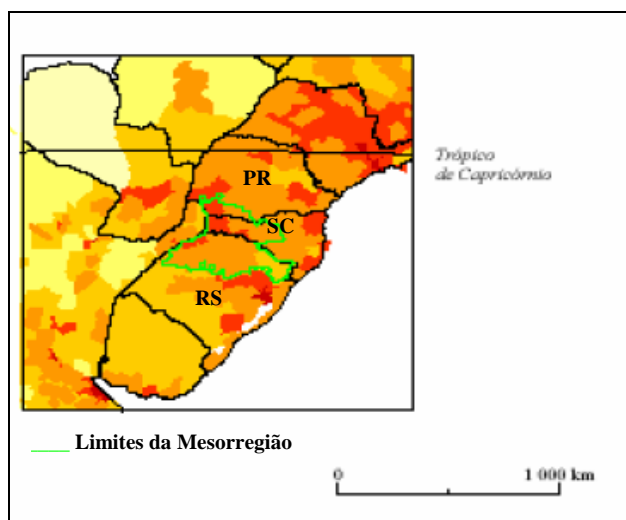 PR
Trópico
de Capricórnio
SC
RS
Limites da Mesorregião
0 1 000 km